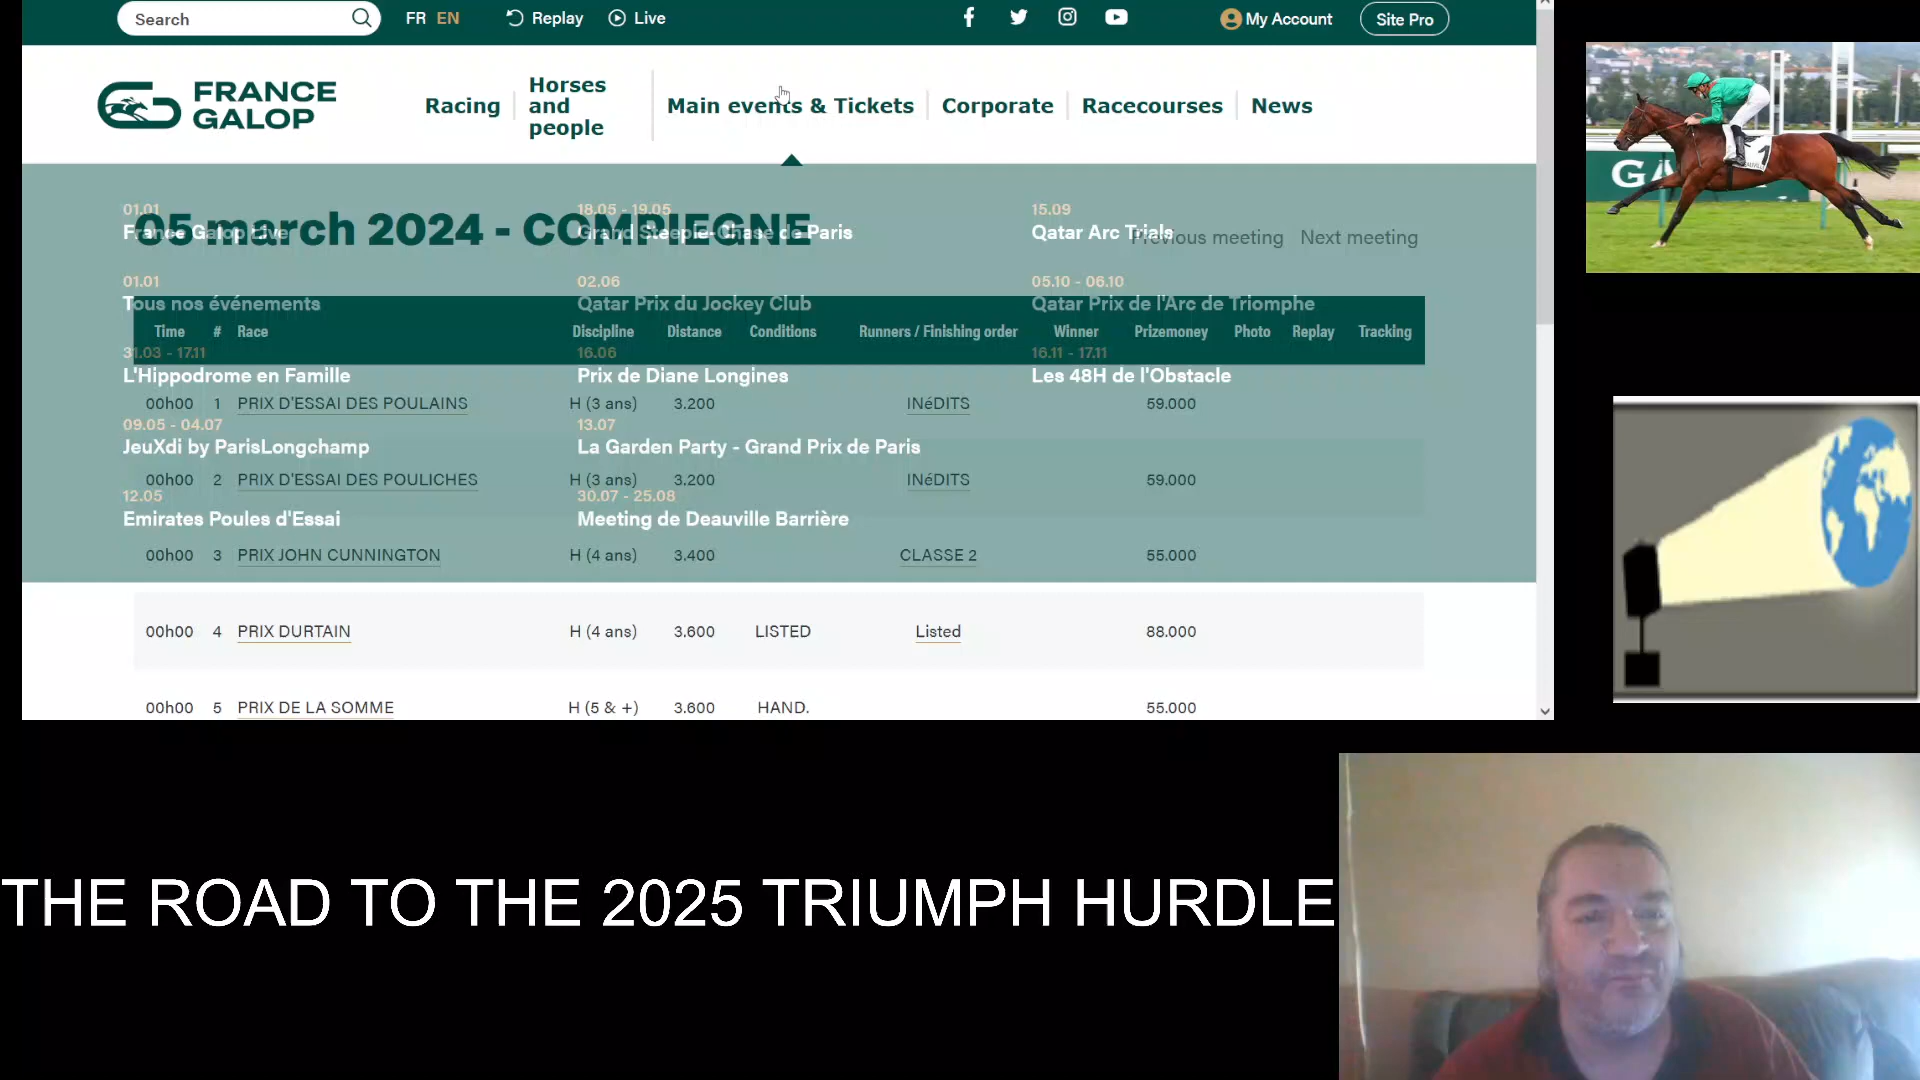 Search
FR EN
Replay
Live
My Account
Site Pro
FRANCE
GALOP
Racing
Horses
and
people
Main events & Tickets
Corporate
Racecourses
News
05 march 2024 - COMPIEGNE
Previous meeting Next meeting
01.01
France Galop Live
18.05 - 19.05
Grand Steeple-Chase de Paris
15.09
Qatar Arc Trials
01.01
Tous nos événements
02.06
Qatar Prix du Jockey Club
05.10 - 06.10
Qatar Prix de l'Arc de Triomphe
Time # Race Discipline Distance Conditions Runners / Finishing order Winner Prizemoney Photo Replay Tracking
31.03 - 17.11
L'Hippodrome en Famille
16.06
Prix de Diane Longines
16.11 - 17.11
Les 48H de l'Obstacle
00h00 1 PRIX D'ESSAI DES POULAINS H (3 ans) 3.200 INéDITS 59.000
09.05 - 04.07
JeuXdi by ParisLongchamp
13.07
La Garden Party - Grand Prix de Paris
00h00 2 PRIX D'ESSAI DES POULICHES H (3 ans) 3.200 INéDITS 59.000
12.05
Emirates Poules d'Essai
30.07 - 25.08
Meeting de Deauville Barrière
00h00 3 PRIX JOHN CUNNINGTON H (4 ans) 3.400 CLASSE 2 55.000
00h00 4 PRIX DURTAIN H (4 ans) 3.600 LISTED Listed 88.000
00h00 5 PRIX DE LA SOMME H (5 & +) 3.600 HAND. 55.000
GA
1
THE ROAD TO THE 2025 TRIUMPH HURDLE